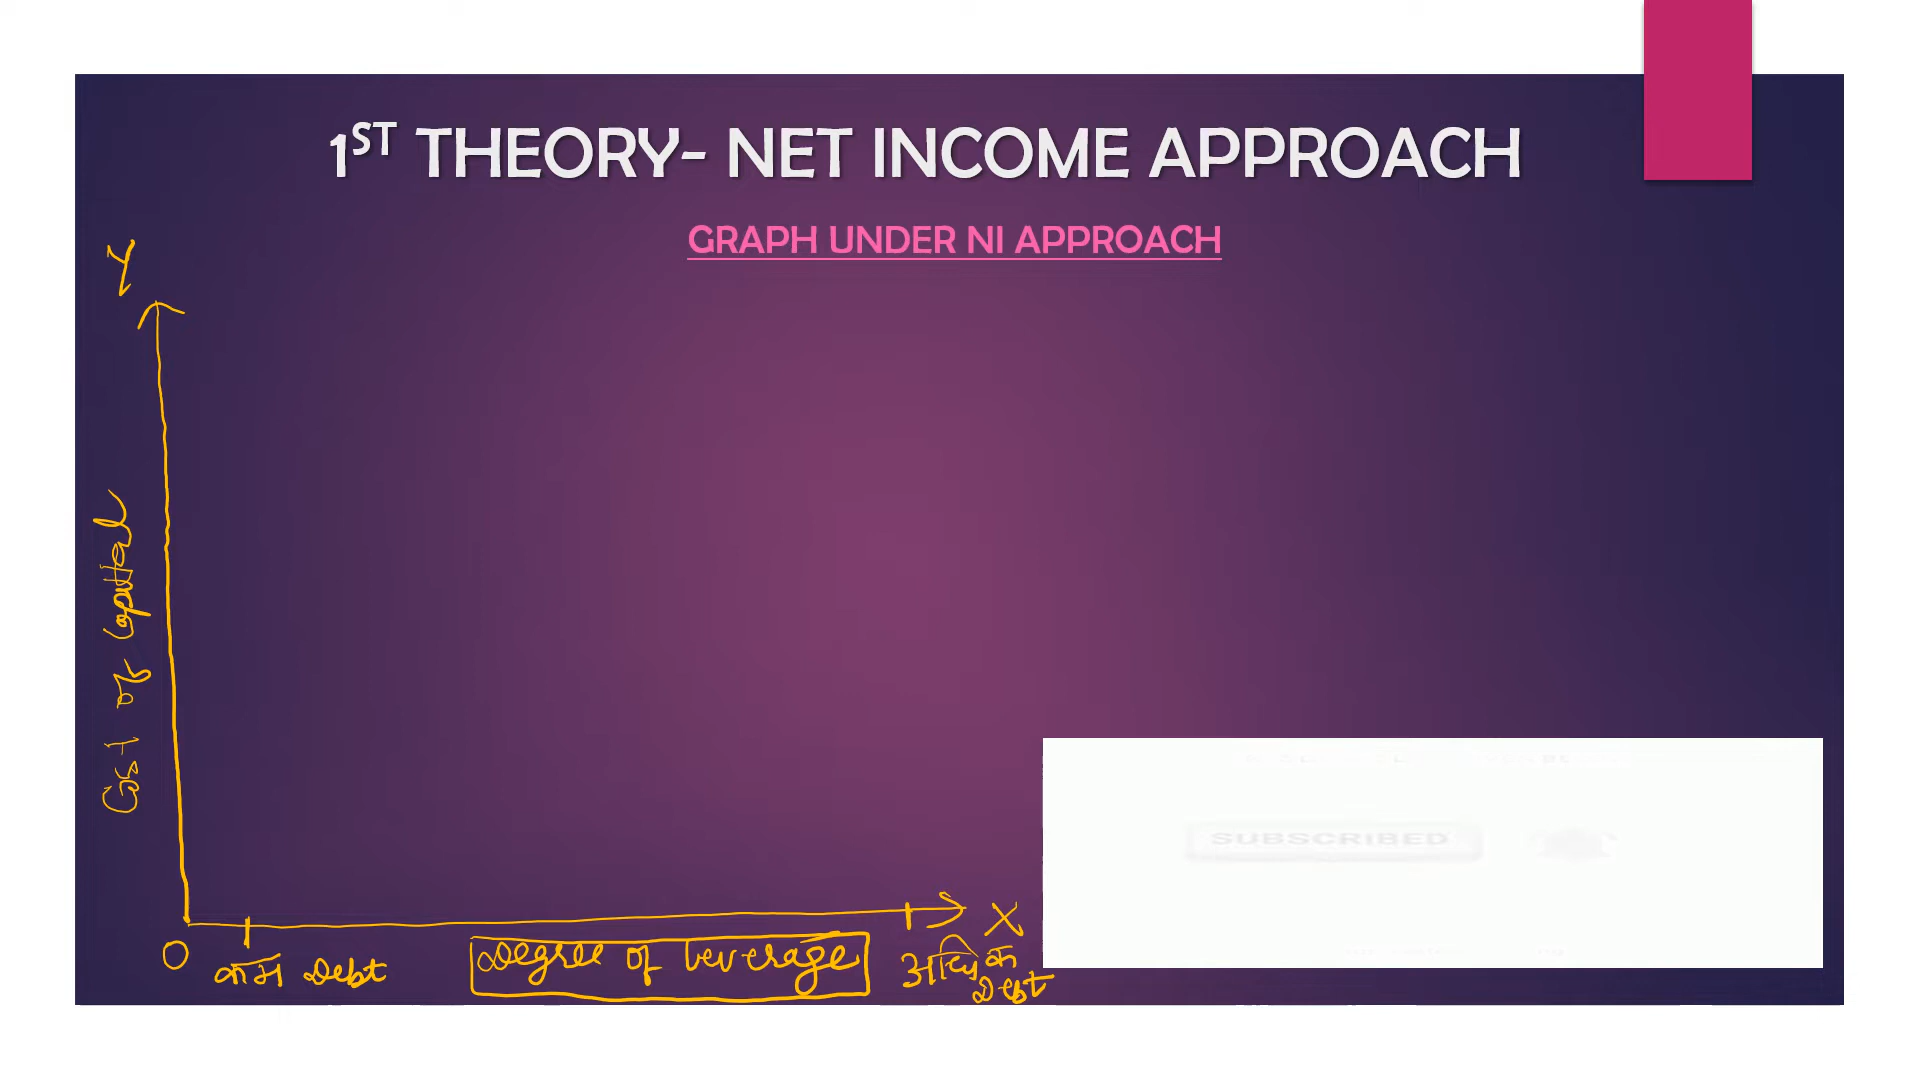 1ST THEORY- NET INCOME APPROACH
GRAPH UNDER NI APPROACH
Y
Cost of Capital
O
कम Debt
Degree of leverage
अधिक Debt
X
SUBSCRIBED